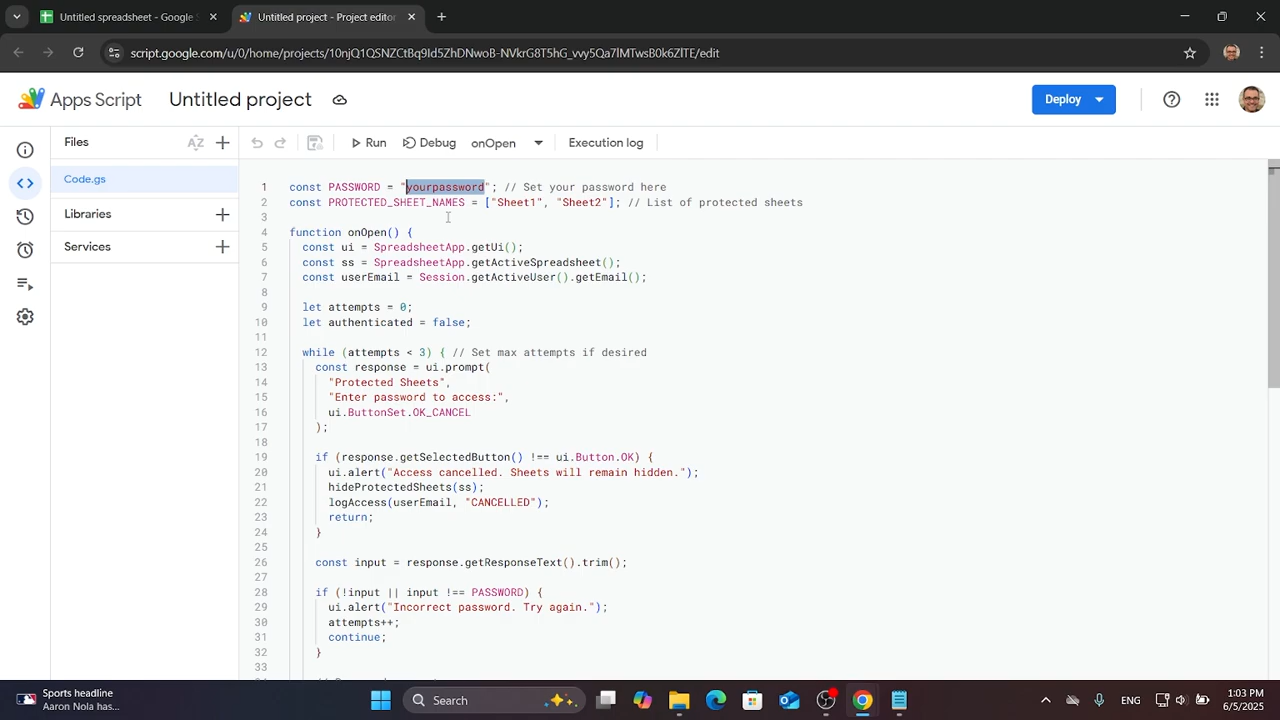 Untitled spreadsheet - Google S
Untitled project - Project editor
script.google.com/u/0/home/projects/10njQ1QSNZCtBq9Id5ZhDNwoB-NVkrG8T5hG_vvy5Qa7lMTwsB0k6ZlTE/edit
Apps Script
Untitled project
Deploy
Files
AZ
Run
Debug
onOpen
Execution log
Code.gs
Libraries
Services
1 const PASSWORD = "yourpassword"; // Set your password here
2 const PROTECTED_SHEET_NAMES = ["Sheet1", "Sheet2"]; // List of protected sheets
3
4 function onOpen() {
5 const ui = SpreadsheetApp.getUi();
6 const ss = SpreadsheetApp.getActiveSpreadsheet();
7 const userEmail = Session.getActiveUser().getEmail();
8
9 let attempts = 0;
10 let authenticated = false;
11
12 while (attempts < 3) { // Set max attempts if desired
13 const response = ui.prompt(
14 "Protected Sheets",
15 "Enter password to access:",
16 ui.ButtonSet.OK_CANCEL
17 );
18
19 if (response.getSelectedButton() !== ui.Button.OK) {
20 ui.alert("Access cancelled. Sheets will remain hidden.");
21 hideProtectedSheets(ss);
22 logAccess(userEmail, "CANCELLED");
23 return;
24 }
25
26 const input = response.getResponseText().trim();
27
28 if (!input || input !== PASSWORD) {
29 ui.alert("Incorrect password. Try again.");
30 attempts++;
31 continue;
32 }
33
Sports headline
Aaron Nola has...
Search
ENG
1:03 PM
6/5/2025